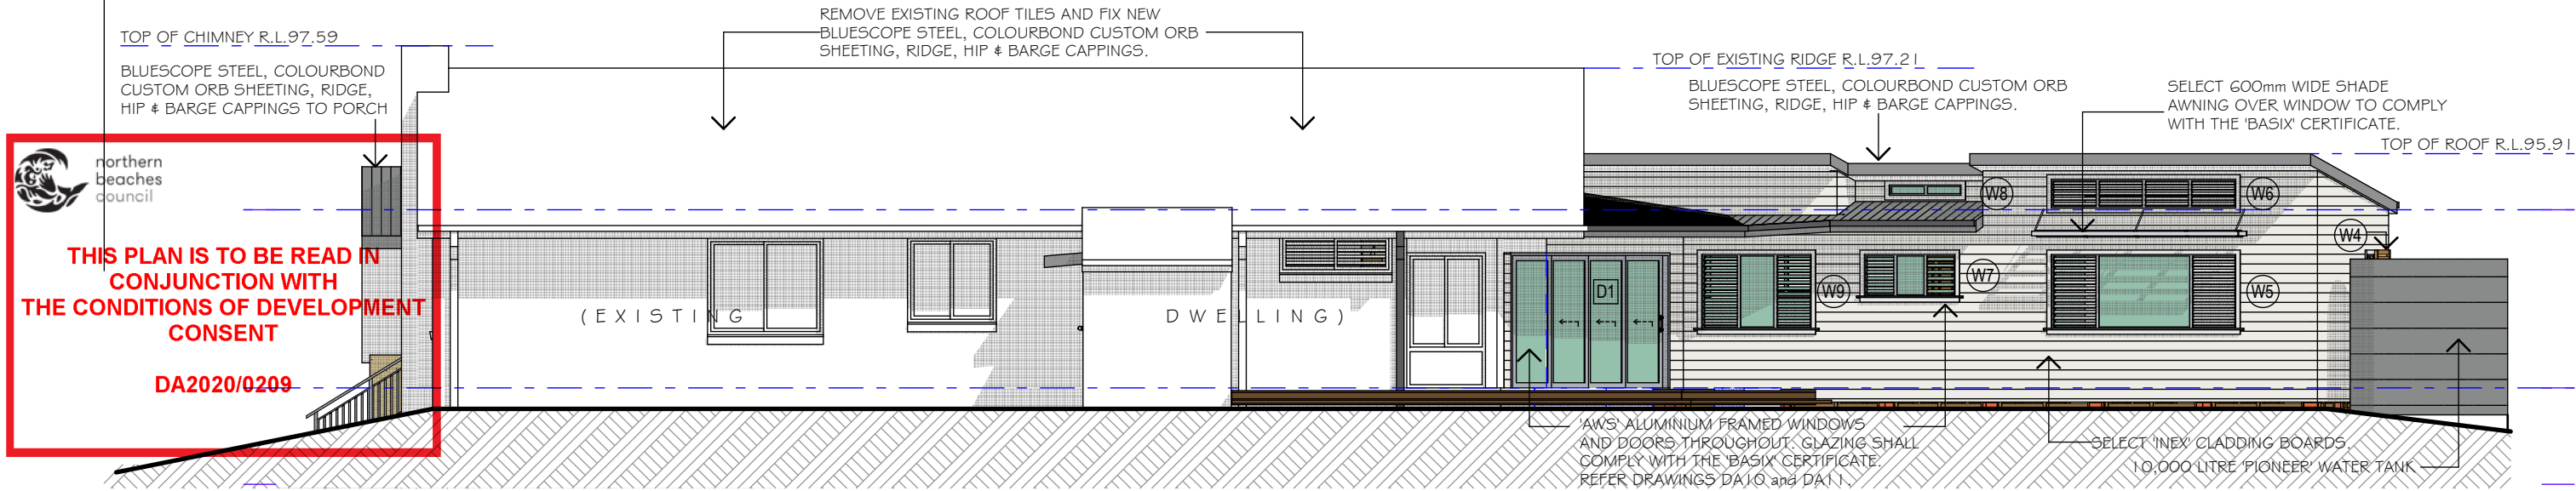 TOP OF CHIMNEY R.L.97.59
BLUESCOPE STEEL, COLOURBOND
CUSTOM ORB SHEETING, RIDGE,
HIP & BARGE CAPPINGS TO PORCH
REMOVE EXISTING ROOF TILES AND FIX NEW
BLUESCOPE STEEL, COLOURBOND CUSTOM ORB
SHEETING, RIDGE, HIP & BARGE CAPPINGS.
TOP OF EXISTING RIDGE R.L.97.21
BLUESCOPE STEEL, COLOURBOND CUSTOM ORB
SHEETING, RIDGE, HIP & BARGE CAPPINGS.
SELECT 600mm WIDE SHADE
AWNING OVER WINDOW TO COMPLY
WITH THE 'BASIX' CERTIFICATE.
TOP OF ROOF R.L.95.91
northern
beaches
council
THIS PLAN IS TO BE READ IN
CONJUNCTION WITH
THE CONDITIONS OF DEVELOPMENT
CONSENT
DA2020/0209
(EXISTING DWELLING)
W8
W6
W4
D1
W9
W7
W5
'AWS' ALUMINIUM FRAMED WINDOWS
AND DOORS THROUGHOUT. GLAZING SHALL
COMPLY WITH THE 'BASIX' CERTIFICATE.
REFER DRAWINGS DA10 and DA11.
SELECT 'INEX' CLADDING BOARDS.
10,000 LITRE 'PIONEER' WATER TANK